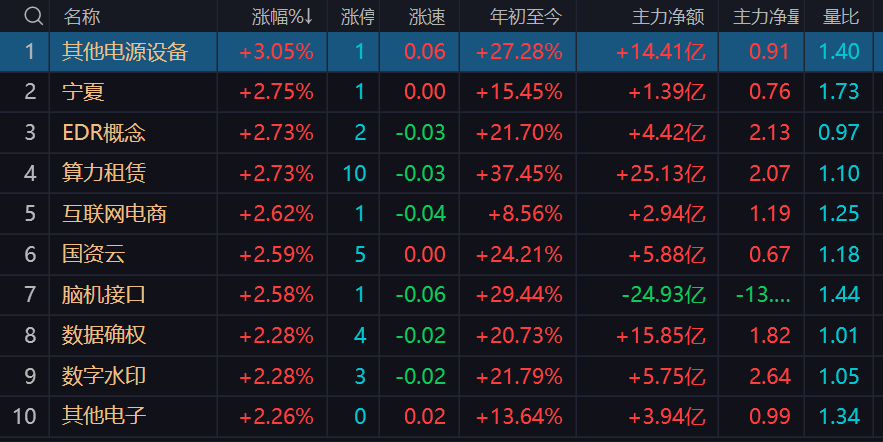 名称 涨幅%↓ 涨停 涨速 年初至今 主力净额 主力净量 量比
1 其他电源设备 +3.05% 1 0.06 +27.28% +14.41亿 0.91 1.40
2 宁夏 +2.75% 1 0.00 +15.45% +1.39亿 0.76 1.73
3 EDR概念 +2.73% 2 -0.03 +21.70% +4.42亿 2.13 0.97
4 算力租赁 +2.73% 10 -0.03 +37.45% +25.13亿 2.07 1.10
5 互联网电商 +2.62% 1 -0.04 +8.56% +2.94亿 1.19 1.25
6 国资云 +2.59% 5 0.00 +24.21% +5.88亿 0.67 1.18
7 脑机接口 +2.58% 1 -0.06 +29.44% -24.93亿 -13.... 1.44
8 数据确权 +2.28% 4 -0.02 +20.73% +15.85亿 1.82 1.01
9 数字水印 +2.28% 3 -0.02 +21.79% +5.75亿 2.64 1.05
10 其他电子 +2.26% 0 0.02 +13.64% +3.94亿 0.99 1.34